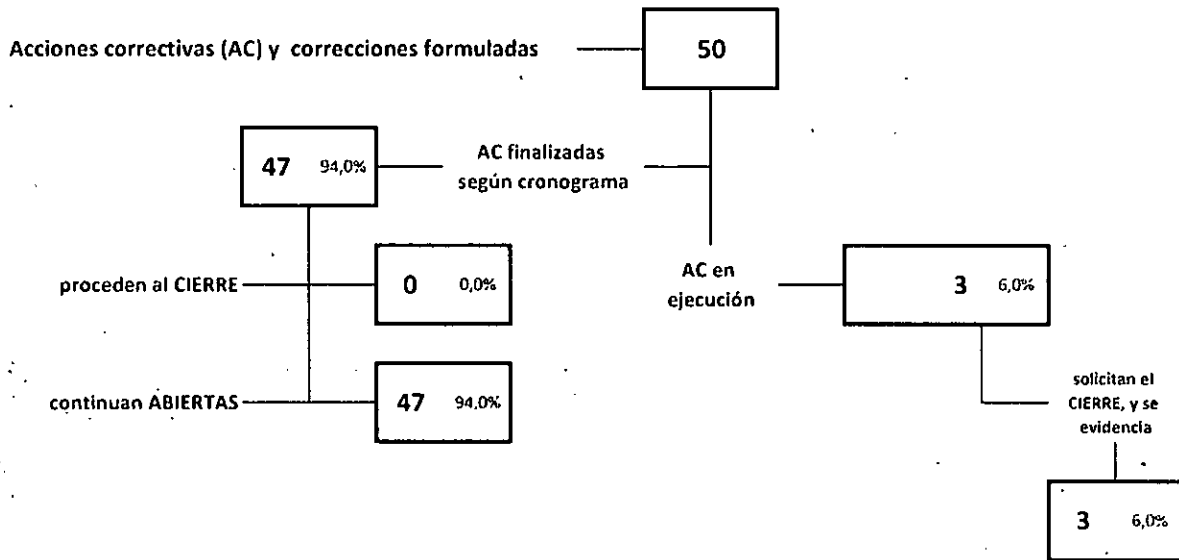 Acciones correctivas (AC) y correcciones formuladas
50
47 94,0%
AC finalizadas
según cronograma
proceden al CIERRE
0 0,0%
continuan ABIERTAS
47 94,0%
AC en
ejecución
3 6,0%
solicitan el
CIERRE, y se
evidencia
3 6,0%